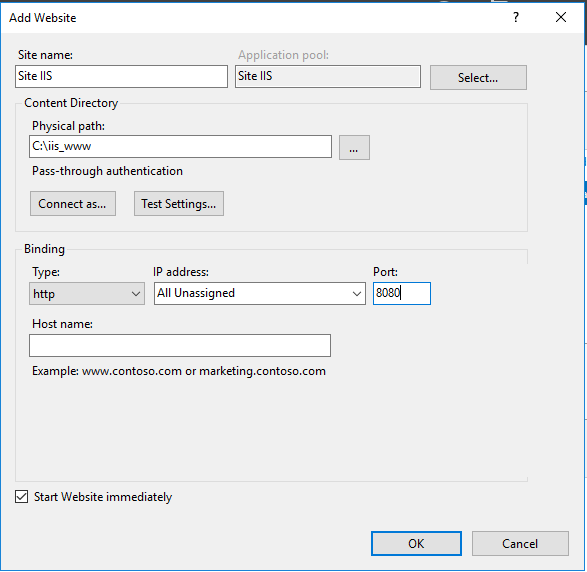 Add Website
?
Site name: Application pool:
Site IIS Site IIS Select...
Content Directory
Physical path:
C:\iis_www ...
Pass-through authentication
Connect as... Test Settings...
Binding
Type: IP address: Port:
http All Unassigned 8080
Host name:
Example: www.contoso.com or marketing.contoso.com
Start Website immediately
OK Cancel